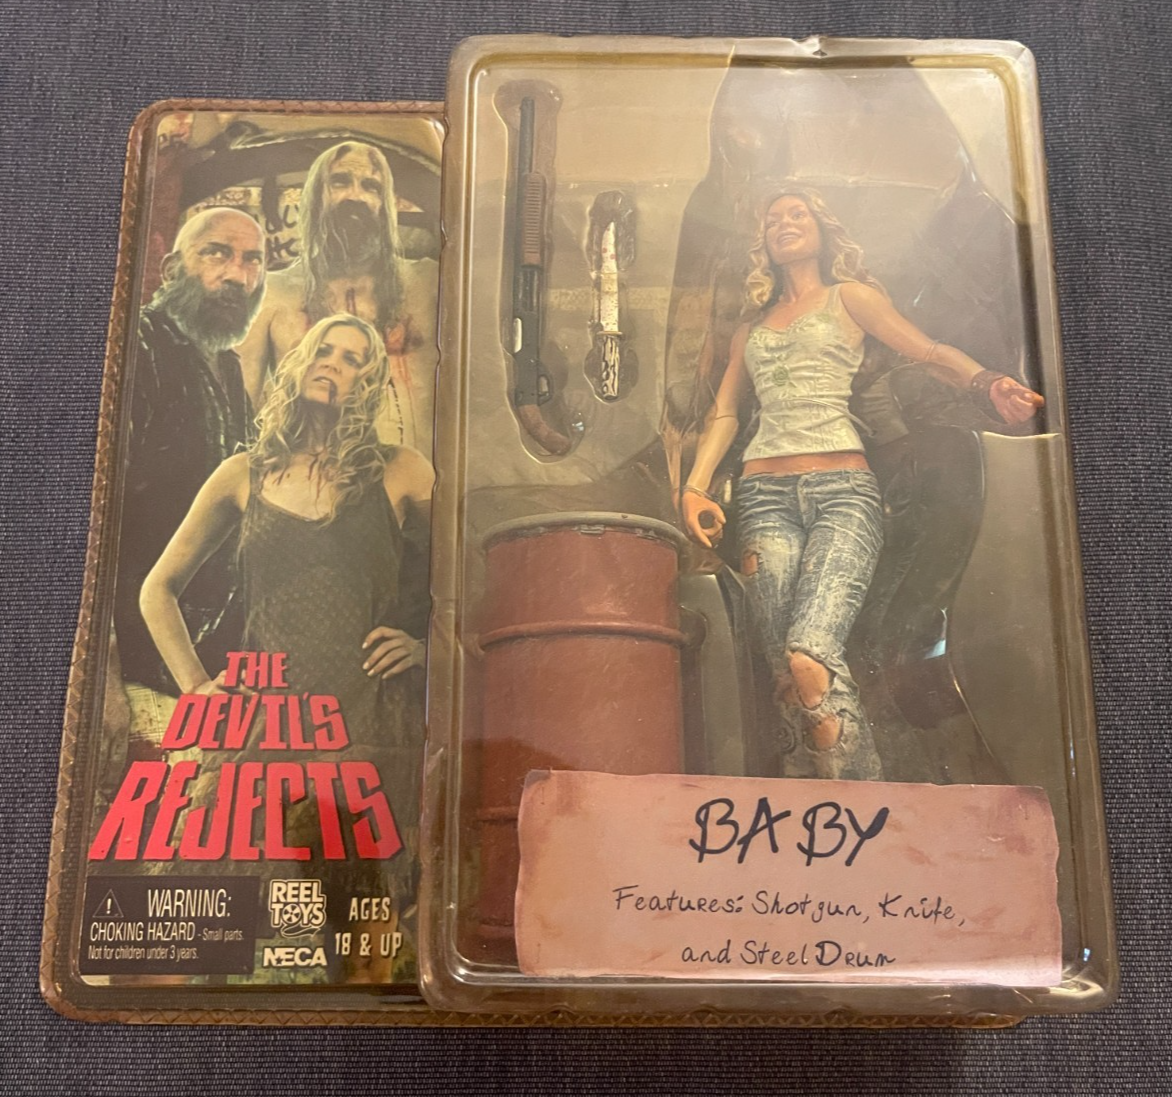 THE
DEVIL'S
REJECTS
WARNING:
CHOKING HAZARD - Small parts.
Not for children under 3 years.
REEL
TOYS
NECA
AGES
18 & UP
BABY
Features: Shotgun, Knife,
and Steel Drum